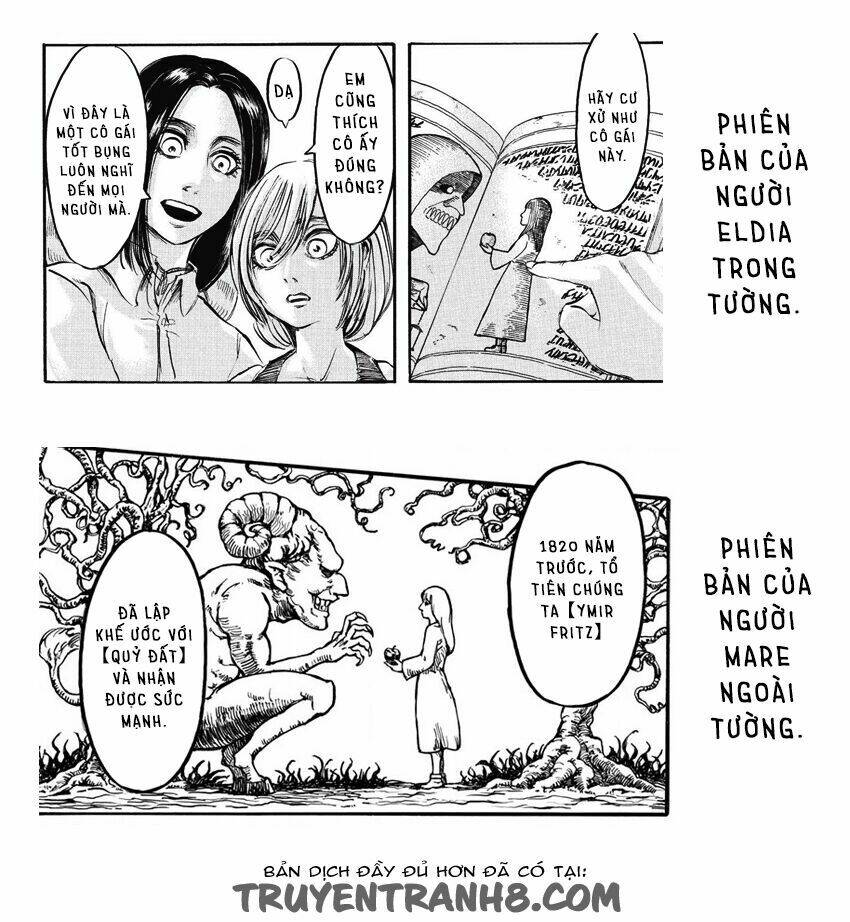 HÃY CƯ
XỬ NHƯ
CÔ GÁI
NÀY.
EM
CŨNG
THÍCH
CÔ ẤY
ĐÚNG
KHÔNG?
DẠ
VÌ ĐÂY LÀ
MỘT CÔ GÁI
TỐT BỤNG
LUÔN NGHĨ
ĐẾN MỌI
NGƯỜI MÀ.
PHIÊN
BẢN CỦA
NGƯỜI
ELDIA
TRONG
TƯỜNG.
1820 NĂM
TRƯỚC, TỔ
TIÊN CHÚNG
TA 【YMIR
FRITZ】
ĐÃ LẬP
KHẾ ƯỚC VỚI
【QUỶ ĐẤT】
VÀ NHẬN
ĐƯỢC SỨC
MẠNH.
PHIÊN
BẢN CỦA
NGƯỜI
MARE
NGOÀI
TƯỜNG.
BẢN DỊCH ĐẦY ĐỦ HƠN ĐÃ CÓ TẠI:
TRUYENTRANH8.COM